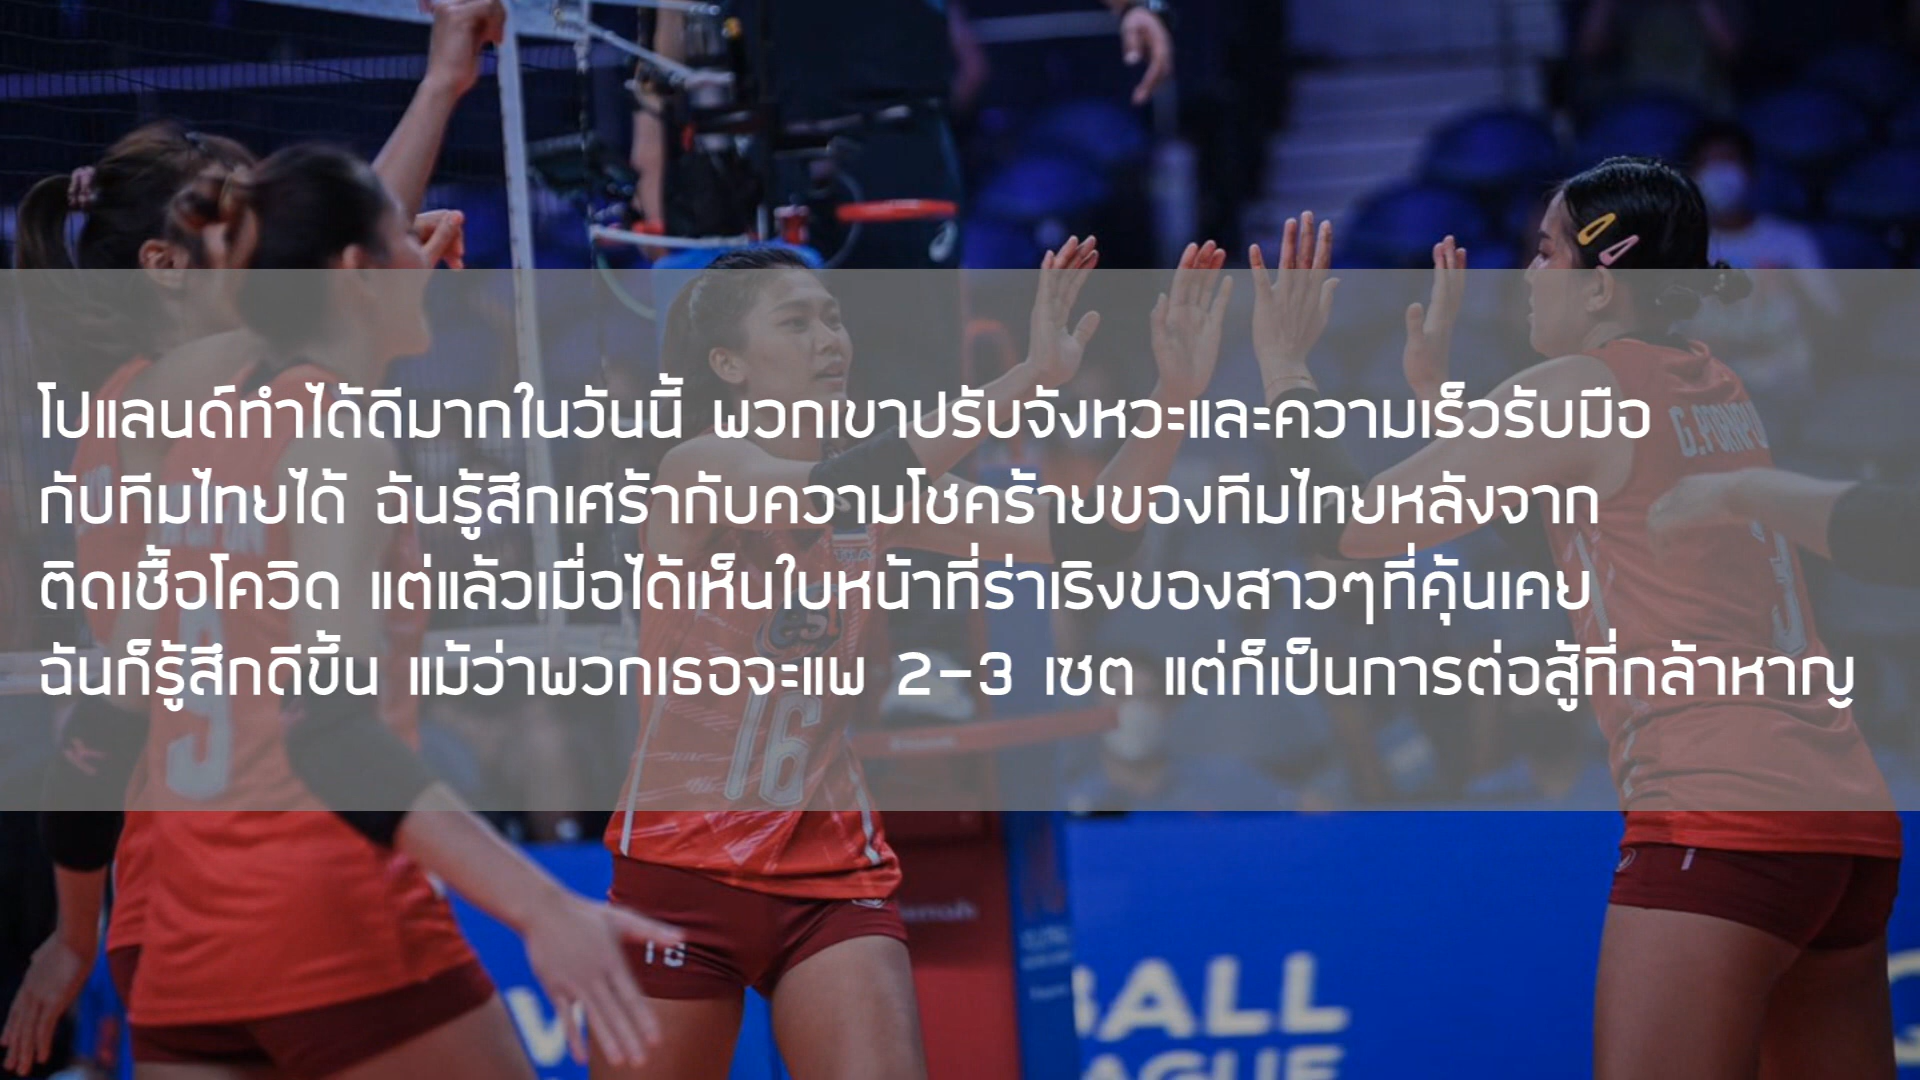 โปแลนด์ทำได้ดีมากในวันนี้ พวกเขาปรับจังหวะและความเร็วรับมือ
กับทีมไทยได้ ฉันรู้สึกเศร้ากับความโชคร้ายของทีมไทยหลังจาก
ติดเชื้อโควิด แต่แล้วเมื่อได้เห็นใบหน้าที่ร่าเริงของสาวๆที่คุ้นเคย
ฉันก็รู้สึกดีขึ้น แม้ว่าพวกเธอจะแพ 2-3 เซต แต่ก็เป็นการต่อสู้ที่กล้าหาญ
est
9
16
3
16
BALL